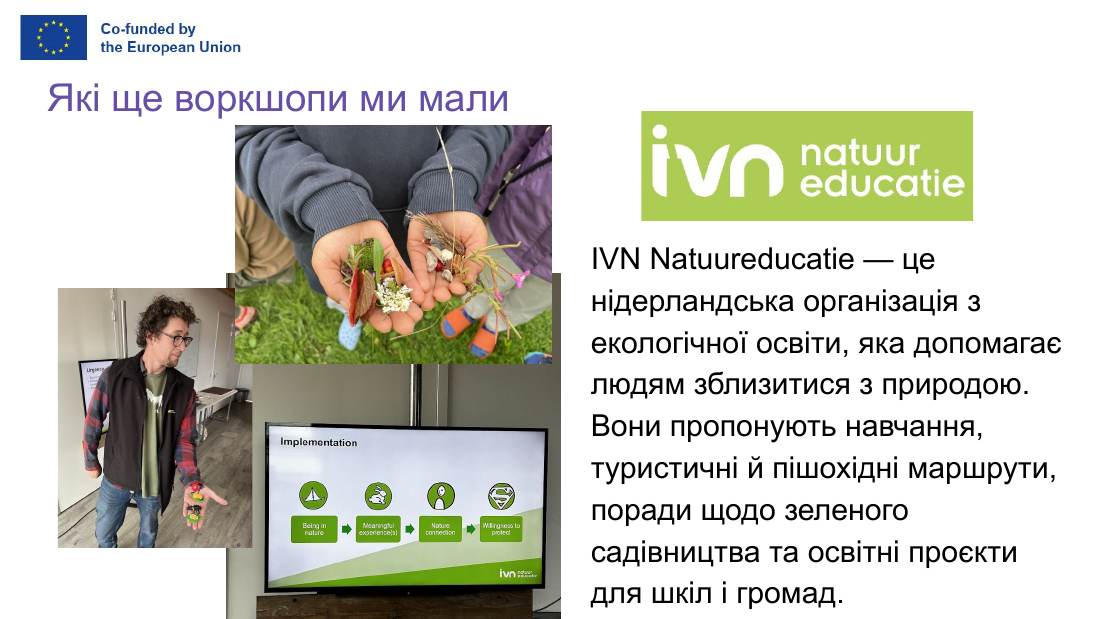 Co-funded by
the European Union
Які ще воркшопи ми мали
ivn natuur
educatie
IVN Natuureducatie — це
нідерландська організація з
екологічної освіти, яка допомагає
людям зблизитися з природою.
Вони пропонують навчання,
туристичні й пішохідні маршрути,
поради щодо зеленого
садівництва та освітні проєкти
для шкіл і громад.
Implementation
Being in
nature
Meaningful
experience(s)
Nature
connection
Willingness to
protect
ivn natuur
educatie